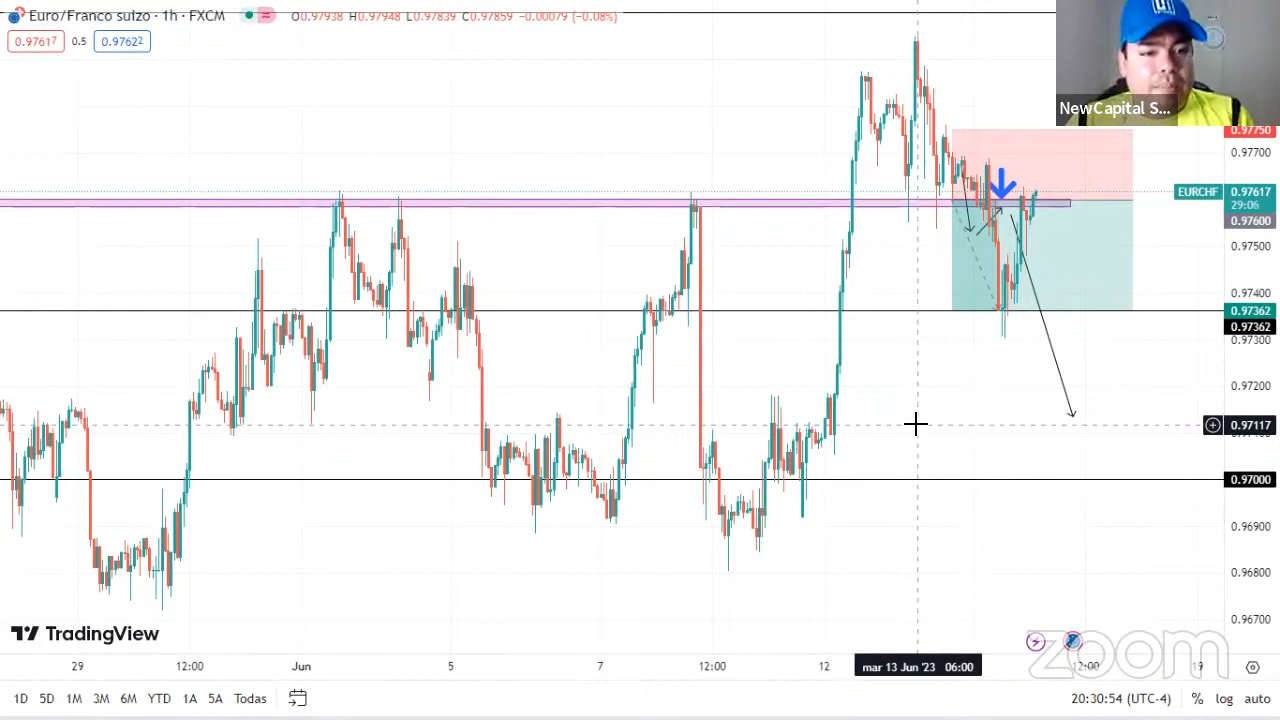 Euro/Franco suizo · 1h · FXCM
O0.97938 H0.97948 L0.97839 C0.97859 −0.00079 (−0.08%)
0.97617 0.5 0.97622
NewCapital S...
0.97750
0.97700
EURCHF 0.97617
29:06
0.97600
0.97500
0.97400
0.97362
0.97362
0.97300
0.97200
0.97117
0.97000
0.96900
0.96800
0.96700
TradingView
zoom
29 12:00 Jun 5 7 12:00 12 mar 13 Jun '23 06:00 12:00 19
1D 5D 1M 3M 6M YTD 1A 5A Todas 20:30:54 (UTC-4) % log auto